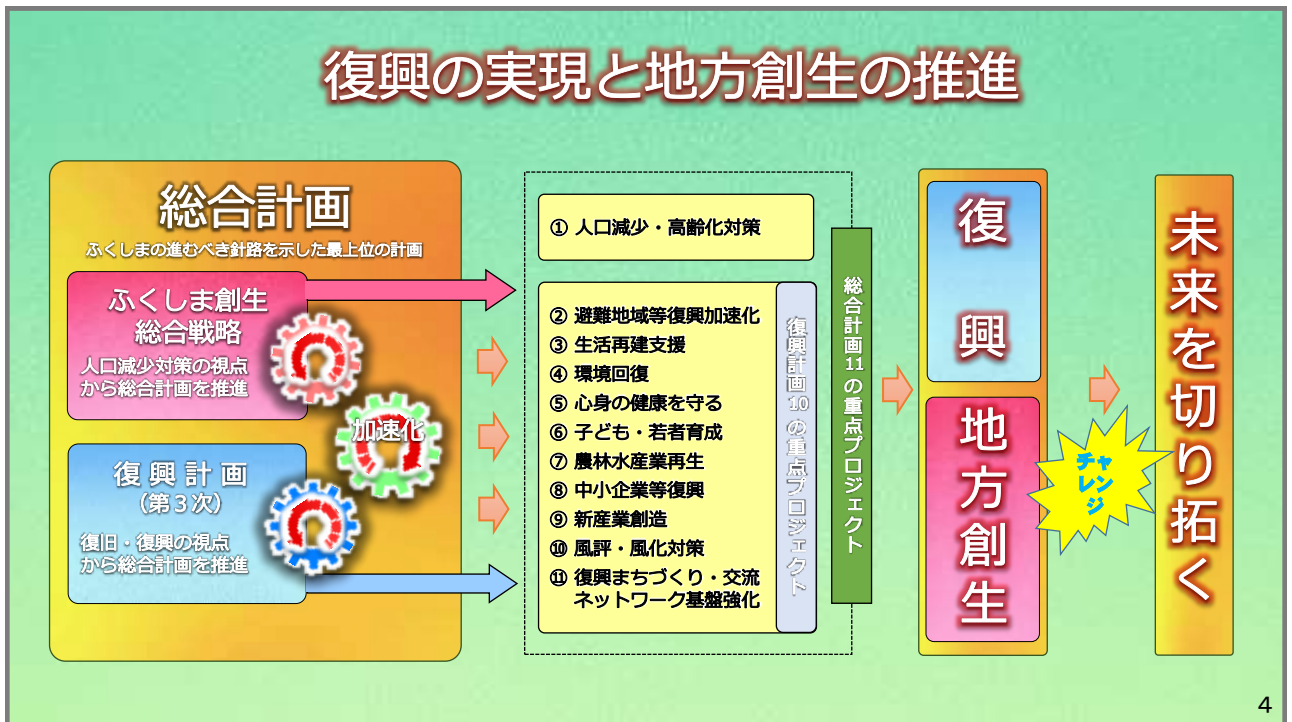 復興の実現と地方創生の推進
総合計画
ふくしまの進むべき針路を示した最上位の計画
ふくしま創生
総合戦略
人口減少対策の視点
から総合計画を推進
加速化
復興計画
（第３次）
復旧・復興の視点
から総合計画を推進
① 人口減少・高齢化対策
② 避難地域等復興加速化
③ 生活再建支援
④ 環境回復
⑤ 心身の健康を守る
⑥ 子ども・若者育成
⑦ 農林水産業再生
⑧ 中小企業等復興
⑨ 新産業創造
⑩ 風評・風化対策
⑪ 復興まちづくり・交流
ネットワーク基盤強化
復興計画10の重点プロジェクト
総合計画11の重点プロジェクト
復興
地方創生
チャ
レン
ジ
未来を切り拓く
4